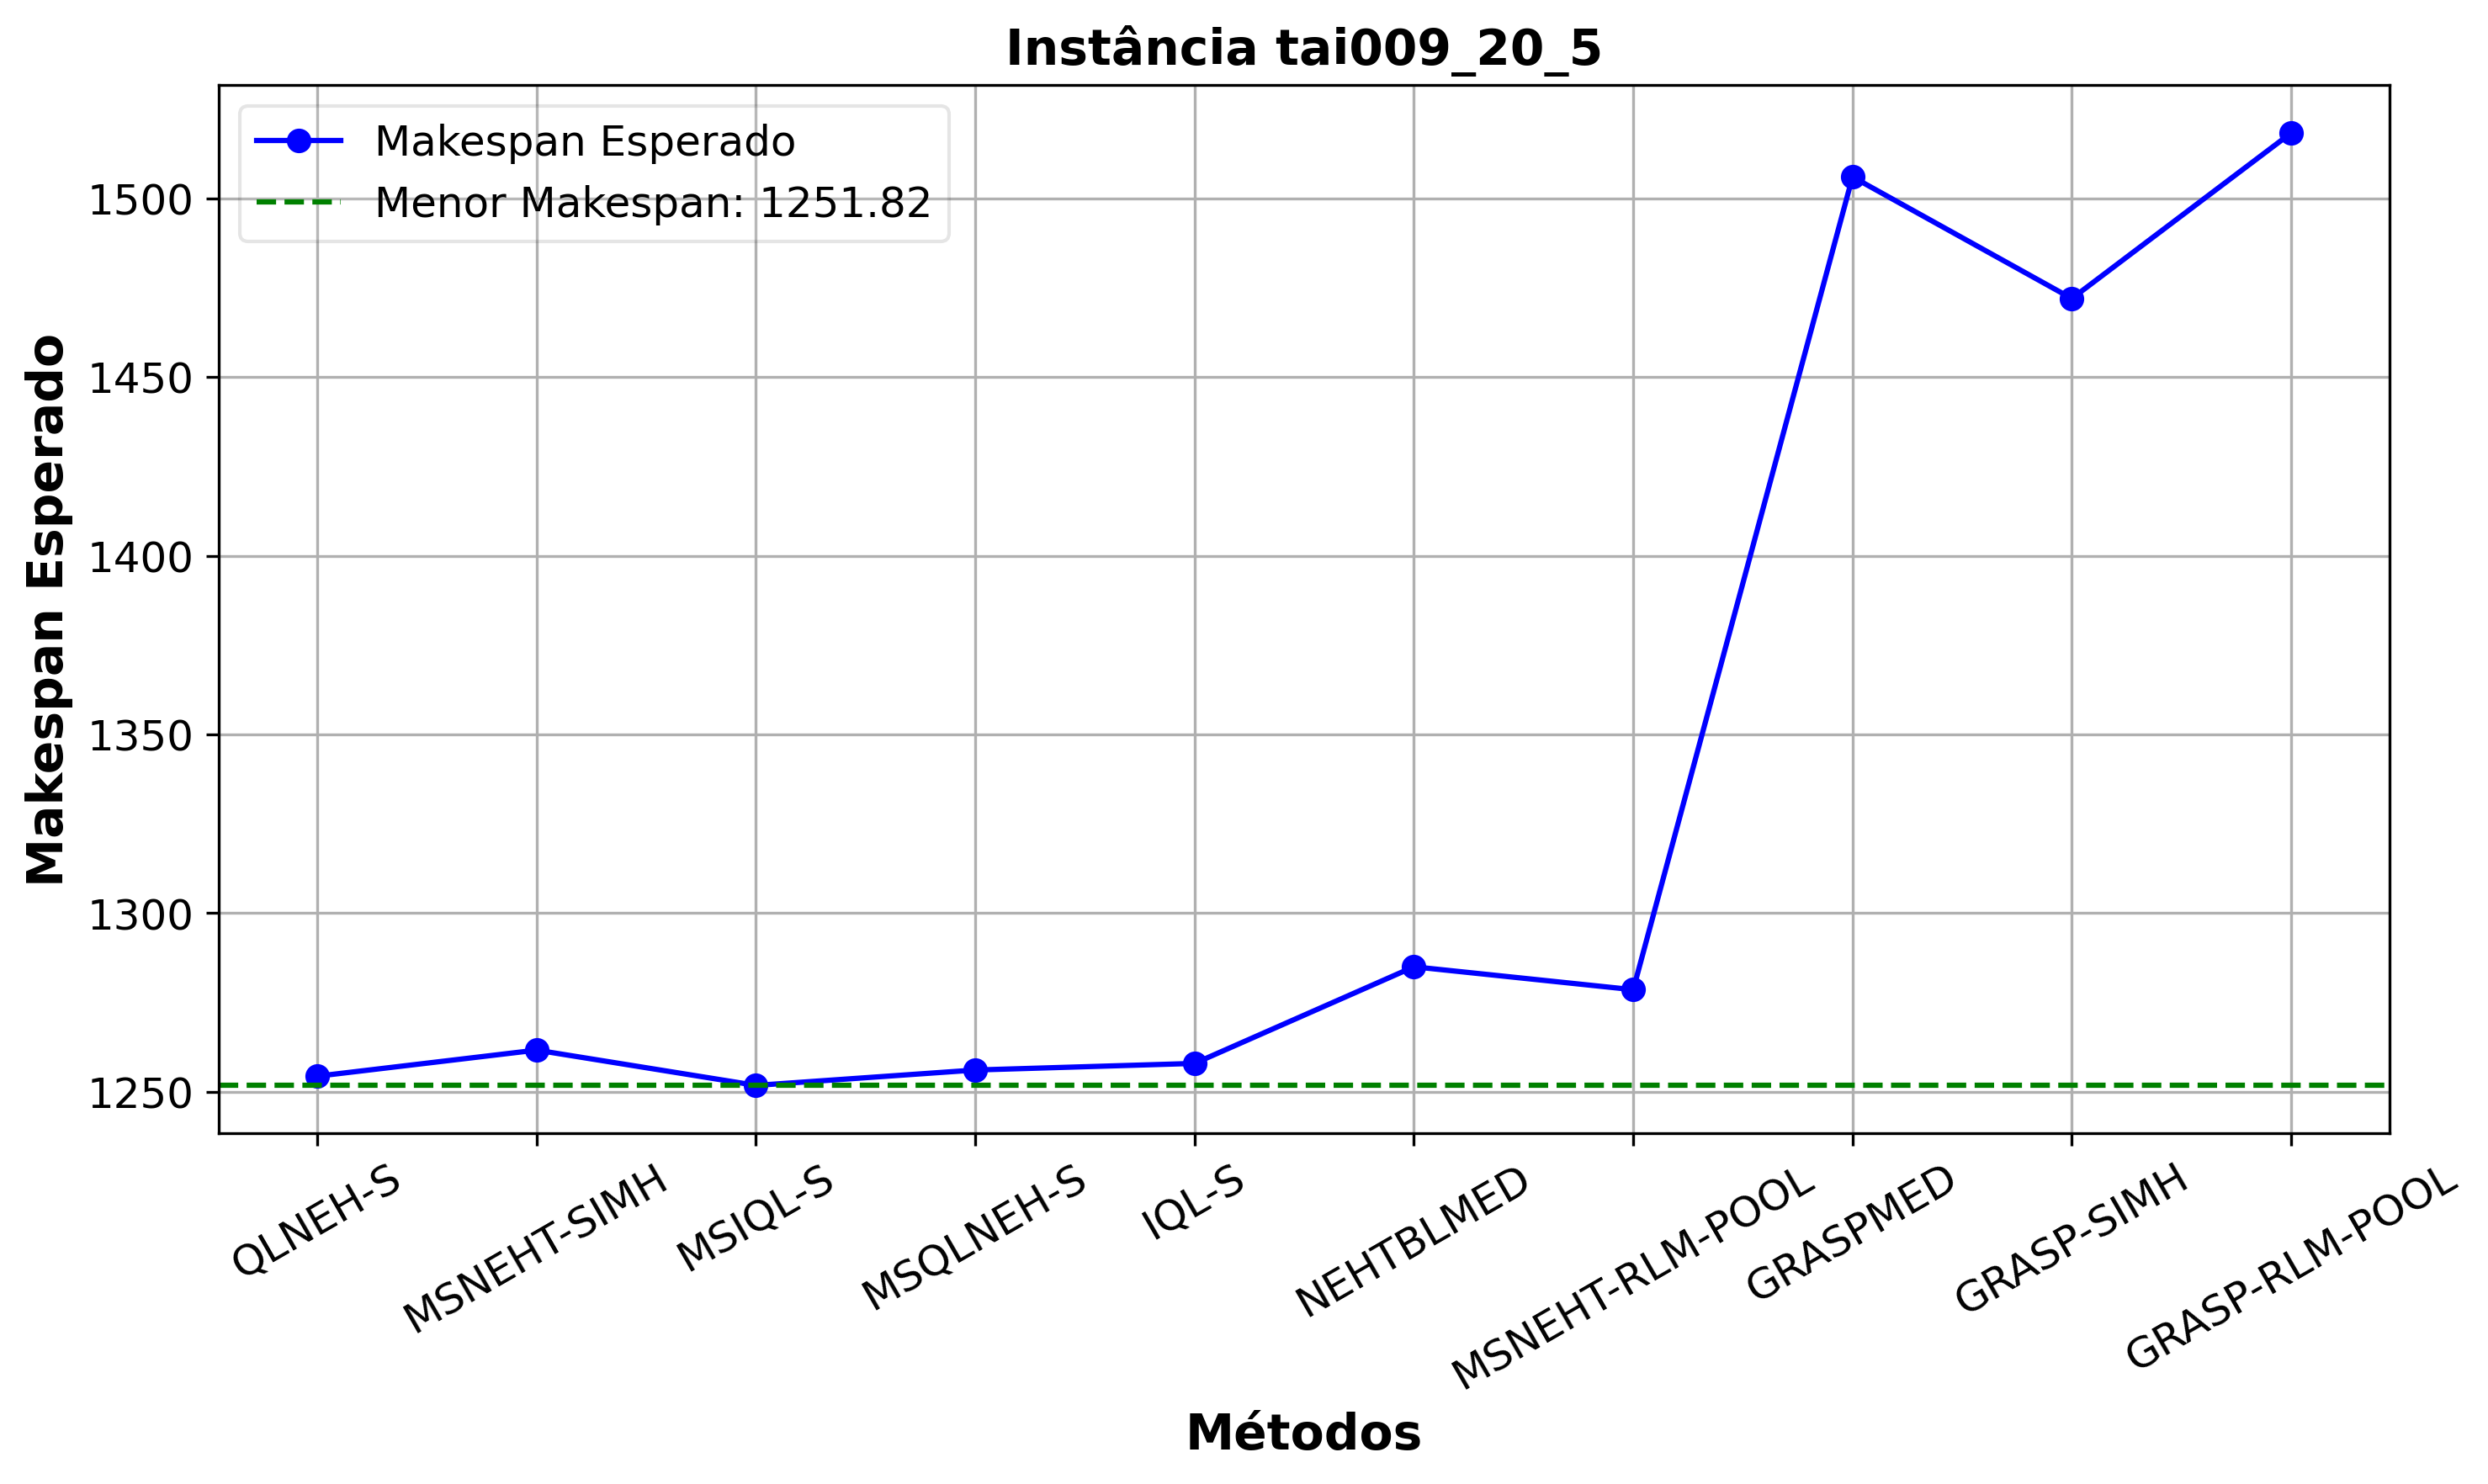 Instância tai009_20_5
Makespan Esperado
Menor Makespan: 1251.82
Makespan Esperado
1500
1450
1400
1350
1300
1250
QLNEH-S
MSNEHT-SIMH
MSIQL-S
MSQLNEH-S
IQL-S
NEHTBLMED
MSNEHT-RLM-POOL
GRASPMED
GRASP-SIMH
GRASP-RLM-POOL
Métodos